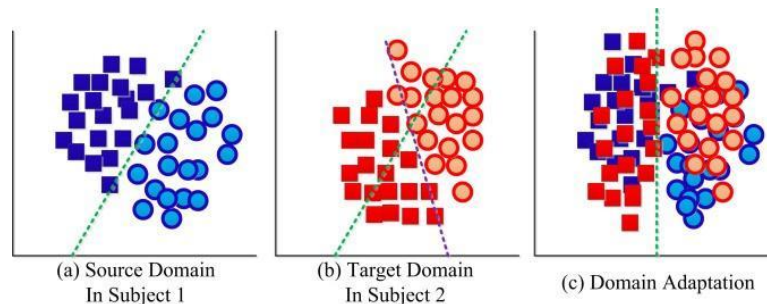 (a) Source Domain
In Subject 1
(b) Target Domain
In Subject 2
(c) Domain Adaptation